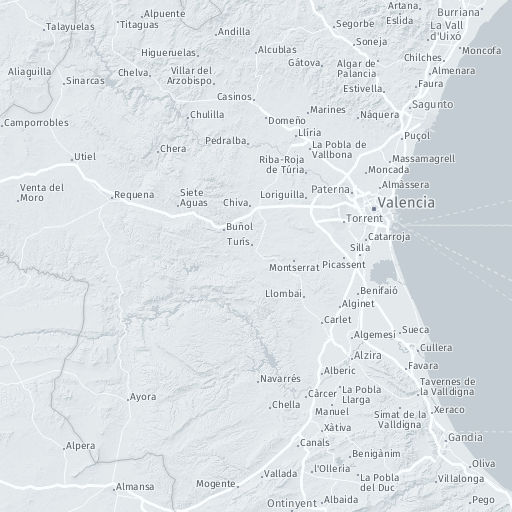 Artana
Burriana
Alpuente
Titaguas
Talayuelas
Andilla
Segorbe
Eslida
La Vall
d'Uixó
Soneja
Moncofa
Alcublas
Higueruelas
Gátova
Algar de
Palancia
Chilches
Almenara
Aliaguilla
Sinarcas
Chelva
Villar del
Arzobispo
Estivella
Faura
Casinos
Sagunto
Chulilla
Marines
Náquera
Camporrobles
Domeño
Llíria
Puçol
Pedralba
La Pobla de
Vallbona
Chera
Utiel
Riba-Roja
de Túria
Massamagrell
Moncada
Venta del
Moro
Requena
Siete
Aguas
Chiva
Loriguilla
Paterna
Almàssera
Valencia
Buñol
Torrent
Turís
Catarroja
Silla
Montserrat
Picassent
Llombai
Benifaió
Alginet
Carlet
Algemesí
Sueca
Alzira
Cullera
Navarrés
Alberic
Favara
Ayora
Càrcer
La Pobla
Llarga
Tavernes de
la Valldigna
Chella
Manuel
Simat de la
Valldigna
Xeraco
Xàtiva
Alpera
Canals
Gandia
Benigànim
Almansa
Mogente
Vallada
l'Olleria
La Pobla
del Duc
Oliva
Villalonga
Ontinyent
Albaida
Pego